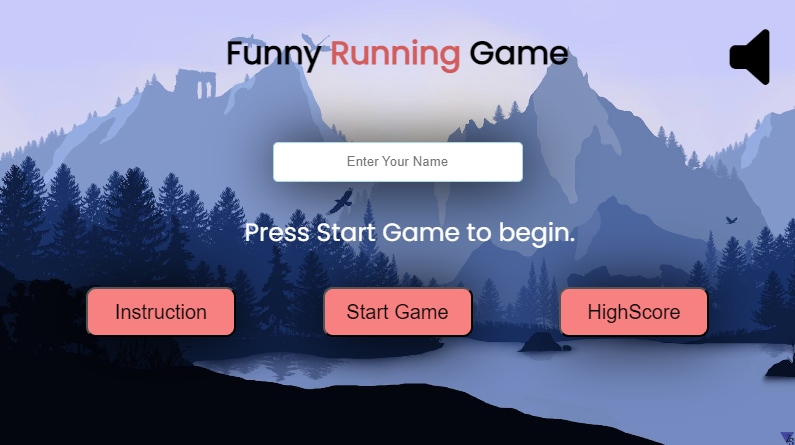 Funny Running Game
Enter Your Name
Press Start Game to begin.
Instruction
Start Game
HighScore